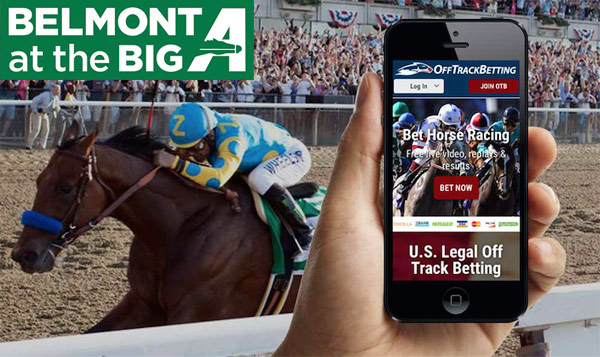 BELMONT
at the BIG A
OFFTRACKBETTING
Log In
JOIN OTB
Bet Horse Racing
Free live video, replays &
results
BET NOW
U.S. Legal Off
Track Betting
Z